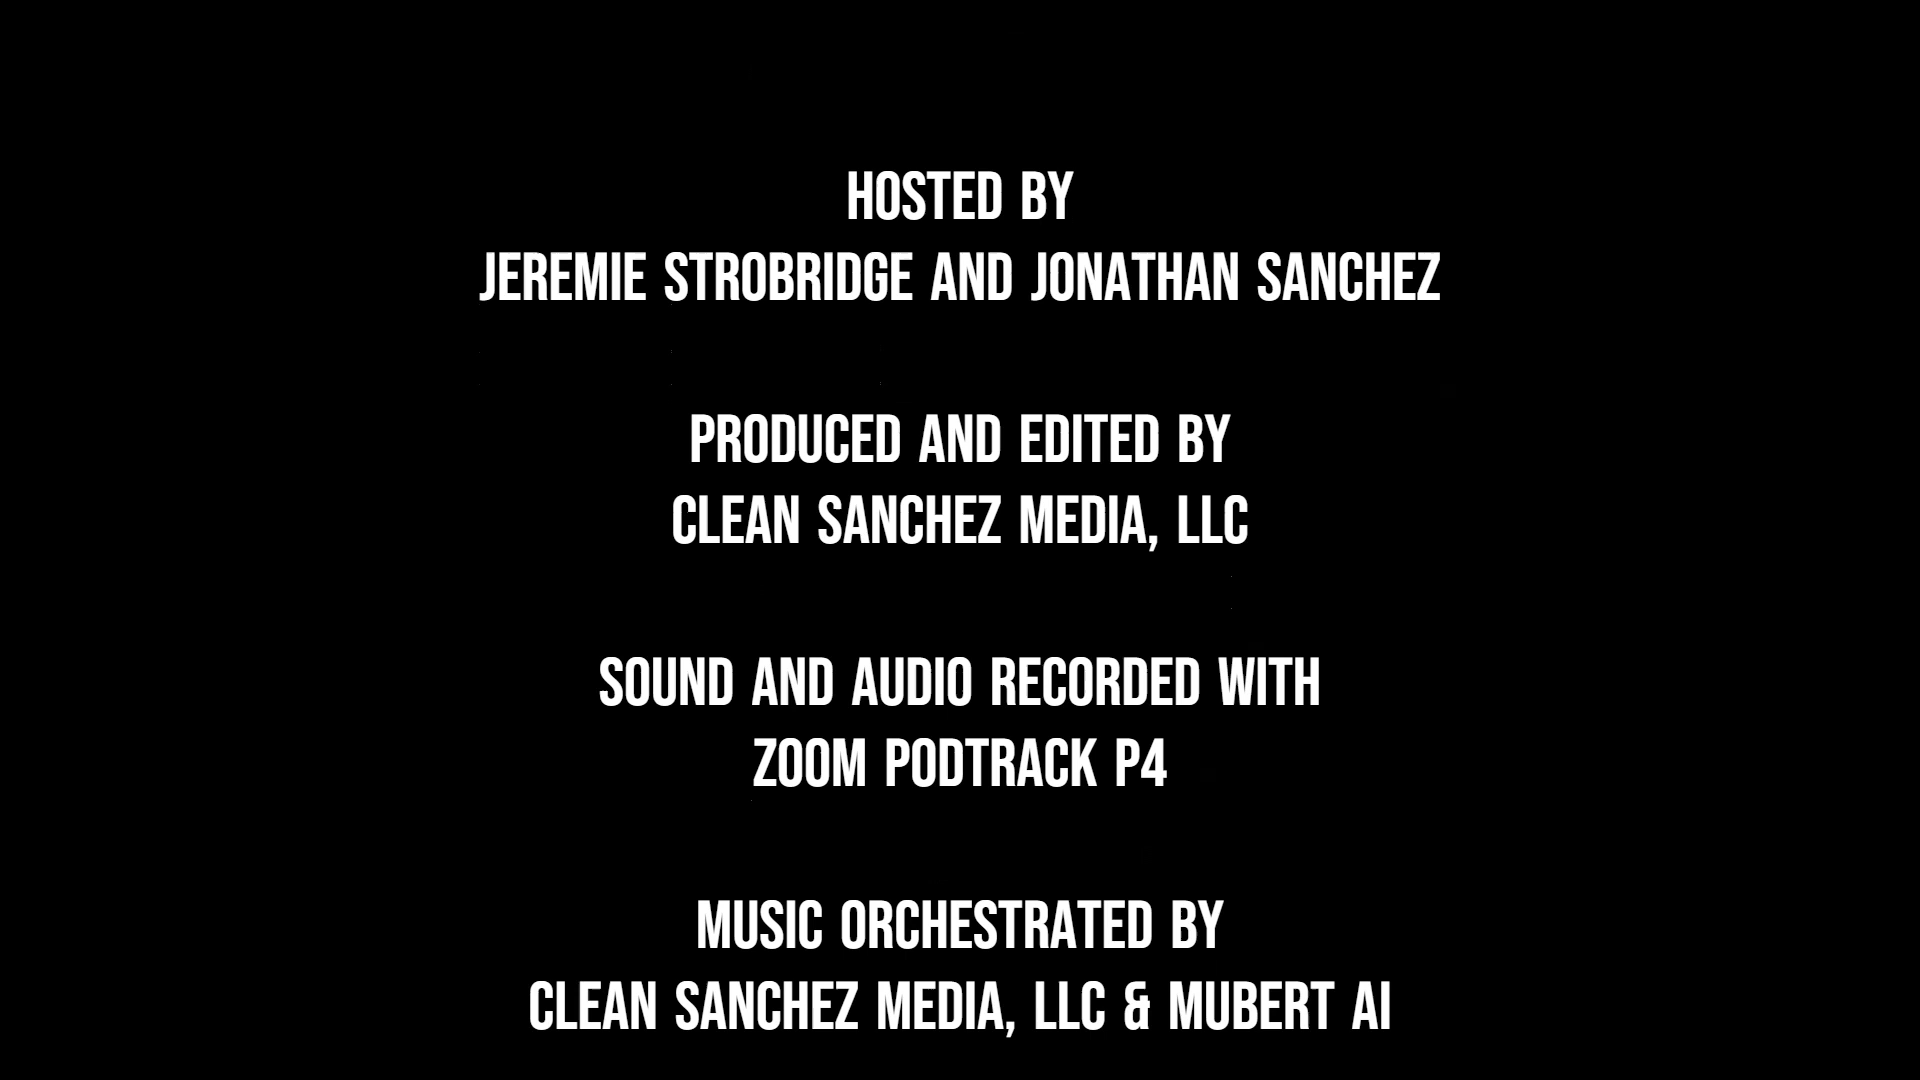 HOSTED BY
JEREMIE STROBRIDGE AND JONATHAN SANCHEZ
PRODUCED AND EDITED BY
CLEAN SANCHEZ MEDIA, LLC
SOUND AND AUDIO RECORDED WITH
ZOOM PODTRACK P4
MUSIC ORCHESTRATED BY
CLEAN SANCHEZ MEDIA, LLC & MUBERT AI